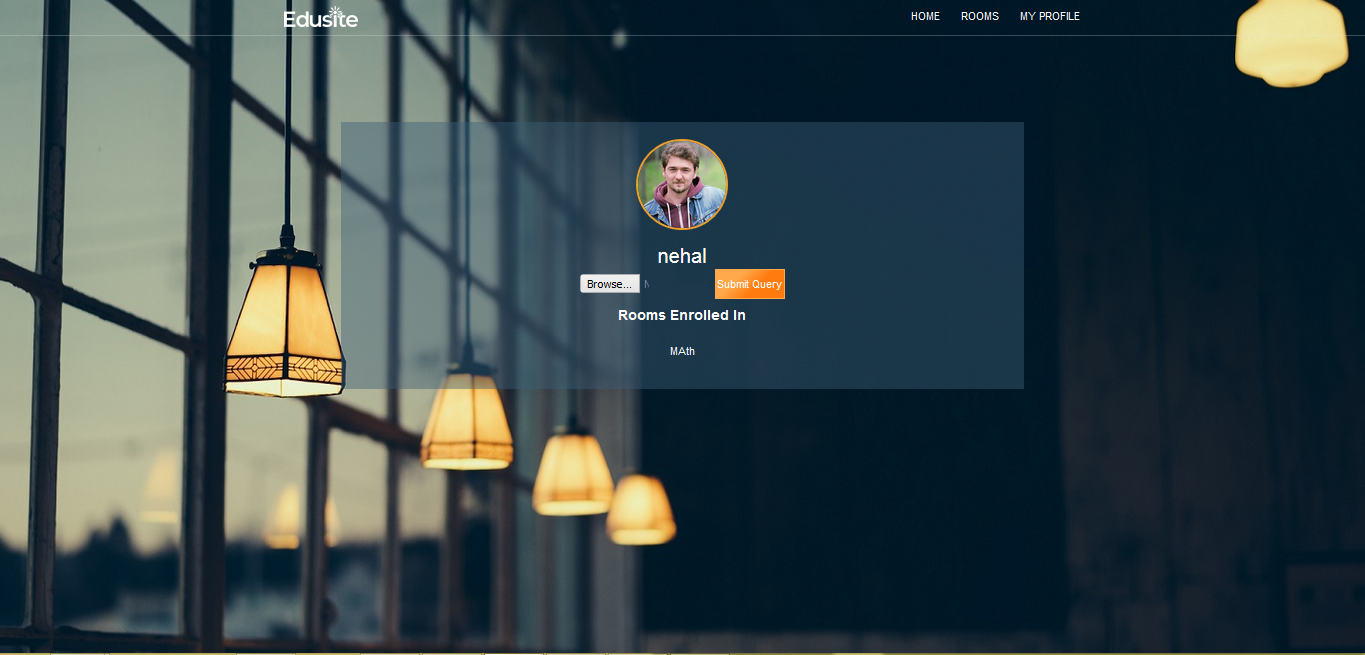 Edusite
HOME ROOMS MY PROFILE
nehal
Browse... Submit Query
Rooms Enrolled In
MAth